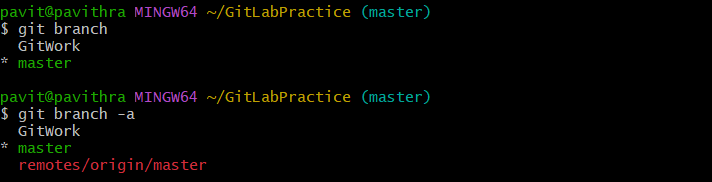 pavit@pavithra MINGW64 ~/GitLabPractice (master)
$ git branch
  GitWork
* master
pavit@pavithra MINGW64 ~/GitLabPractice (master)
$ git branch -a
  GitWork
* master
  remotes/origin/master